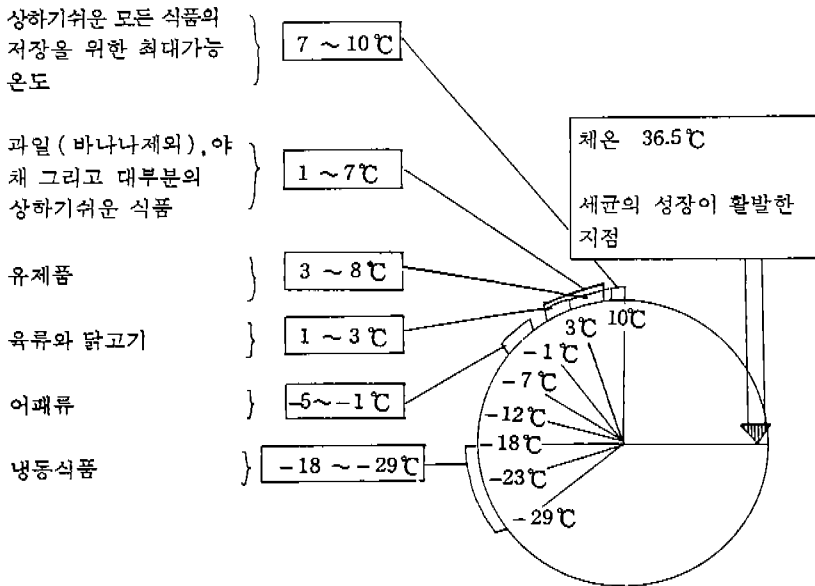 상하기쉬운 모든 식품의
저장을 위한 최대가능
온도
7 ~ 10℃
과일 ( 바나나제외 ), 야
채 그리고 대부분의
상하기쉬운 식품
1 ~ 7℃
유제품
3 ~ 8℃
육류와 닭고기
1 ~ 3℃
어패류
-5~-1℃
냉동식품
-18 ~ -29℃
체온 36.5℃
세균의 성장이 활발한
지점
10℃
3℃
-1℃
-7℃
-12℃
-18℃
-23℃
-29℃